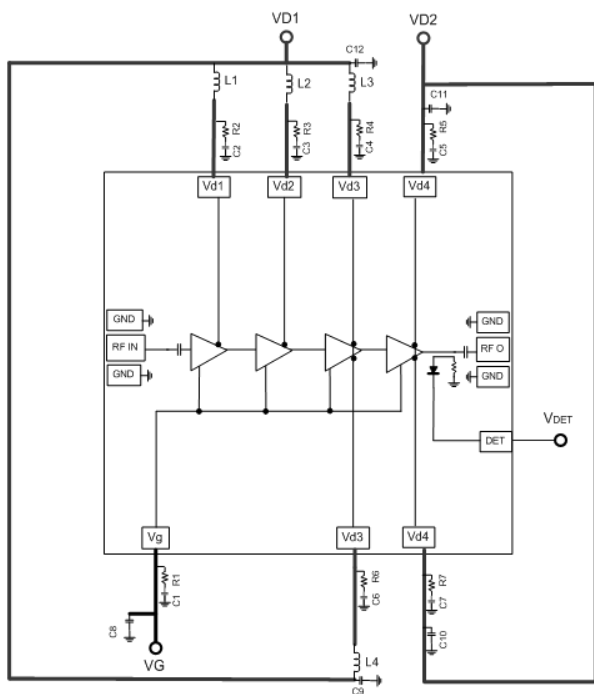 VD1
VD2
C12
L1
L2
L3
C11
R2
C2
R3
C3
R4
C4
R5
C5
Vd1
Vd2
Vd3
Vd4
GND
GND
RF IN
RF O
GND
GND
VDET
DET
Vg
Vd3
Vd4
R1
C1
R6
C6
R7
C7
C8
C10
VG
L4
C9